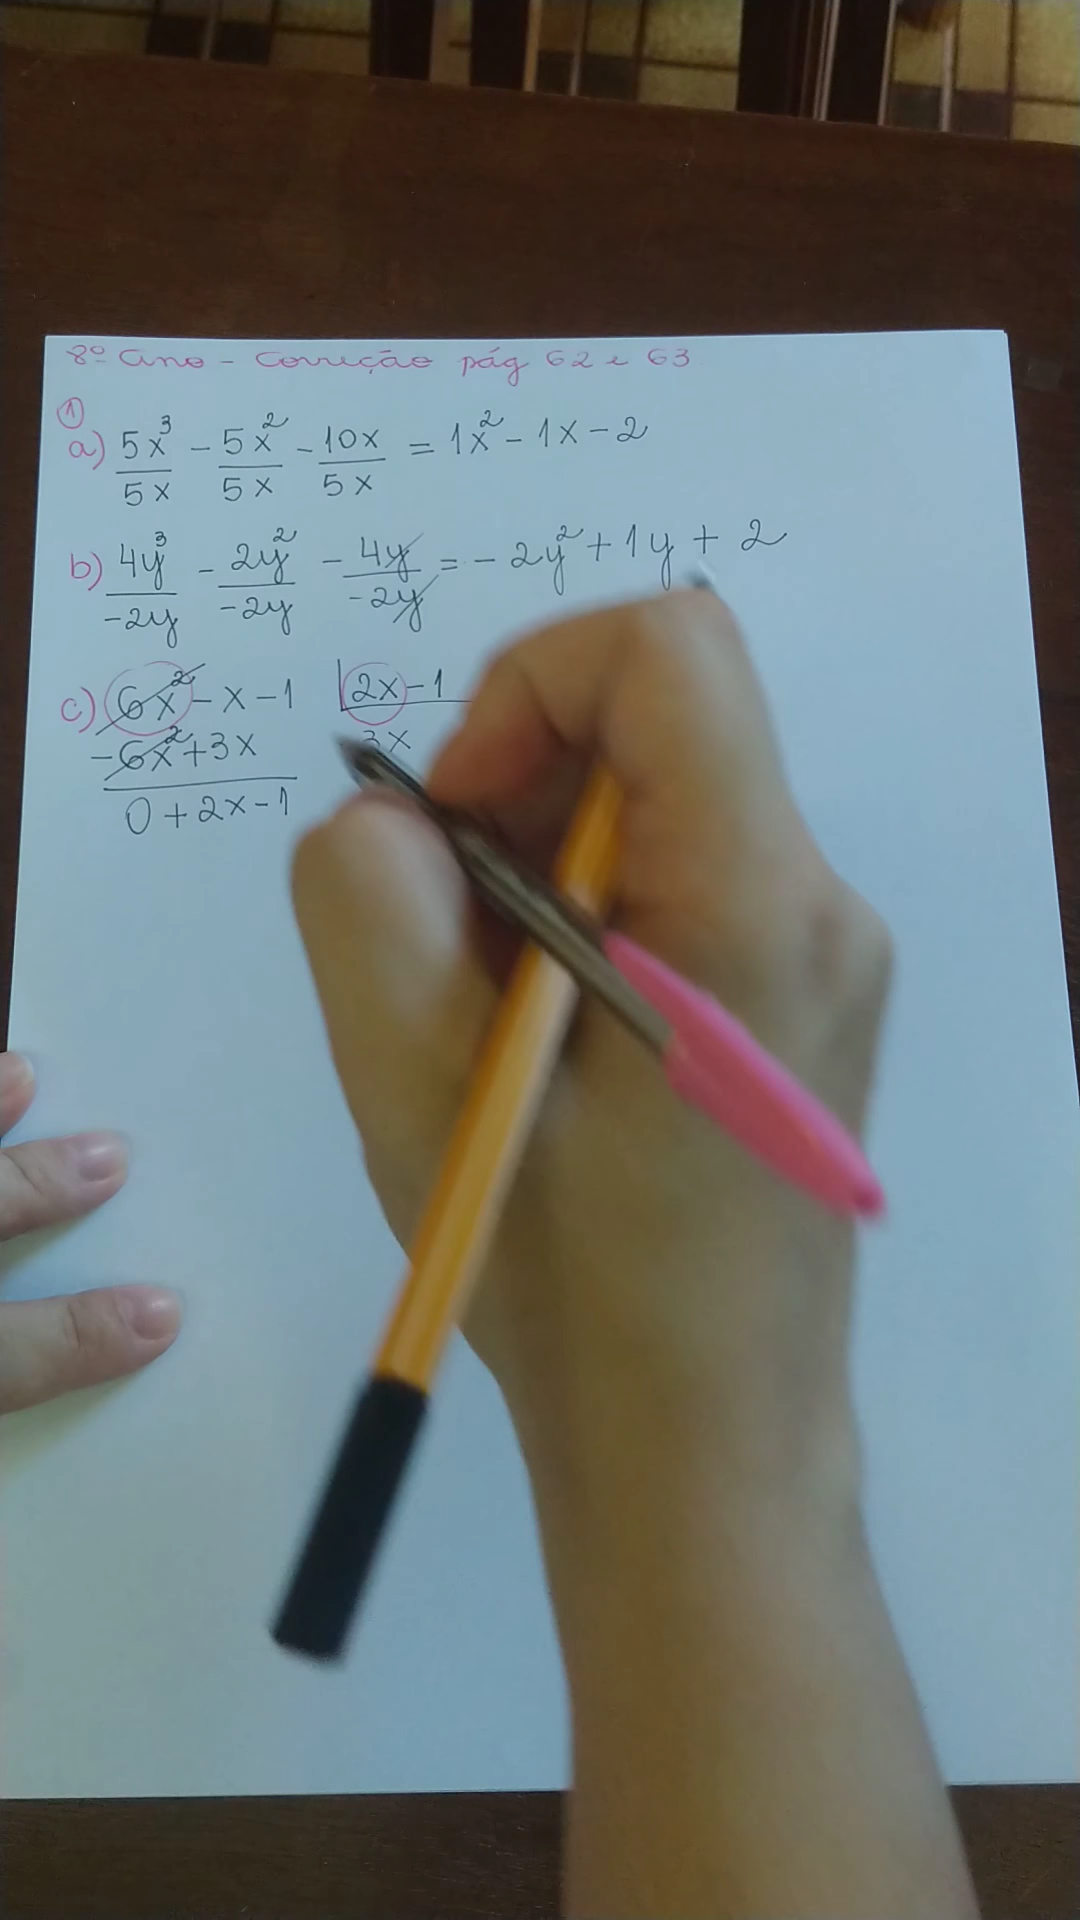 8º ano - Correção pág 62 e 63
①
a) 5x³/5x - 5x²/5x - 10x/5x = 1x² - 1x - 2
b) 4y³/-2y - 2y²/-2y - 4y/-2y = - 2y² + 1y + 2
c) 6x² - x - 1 |2x - 1
-6x² + 3x 3x
0 + 2x - 1